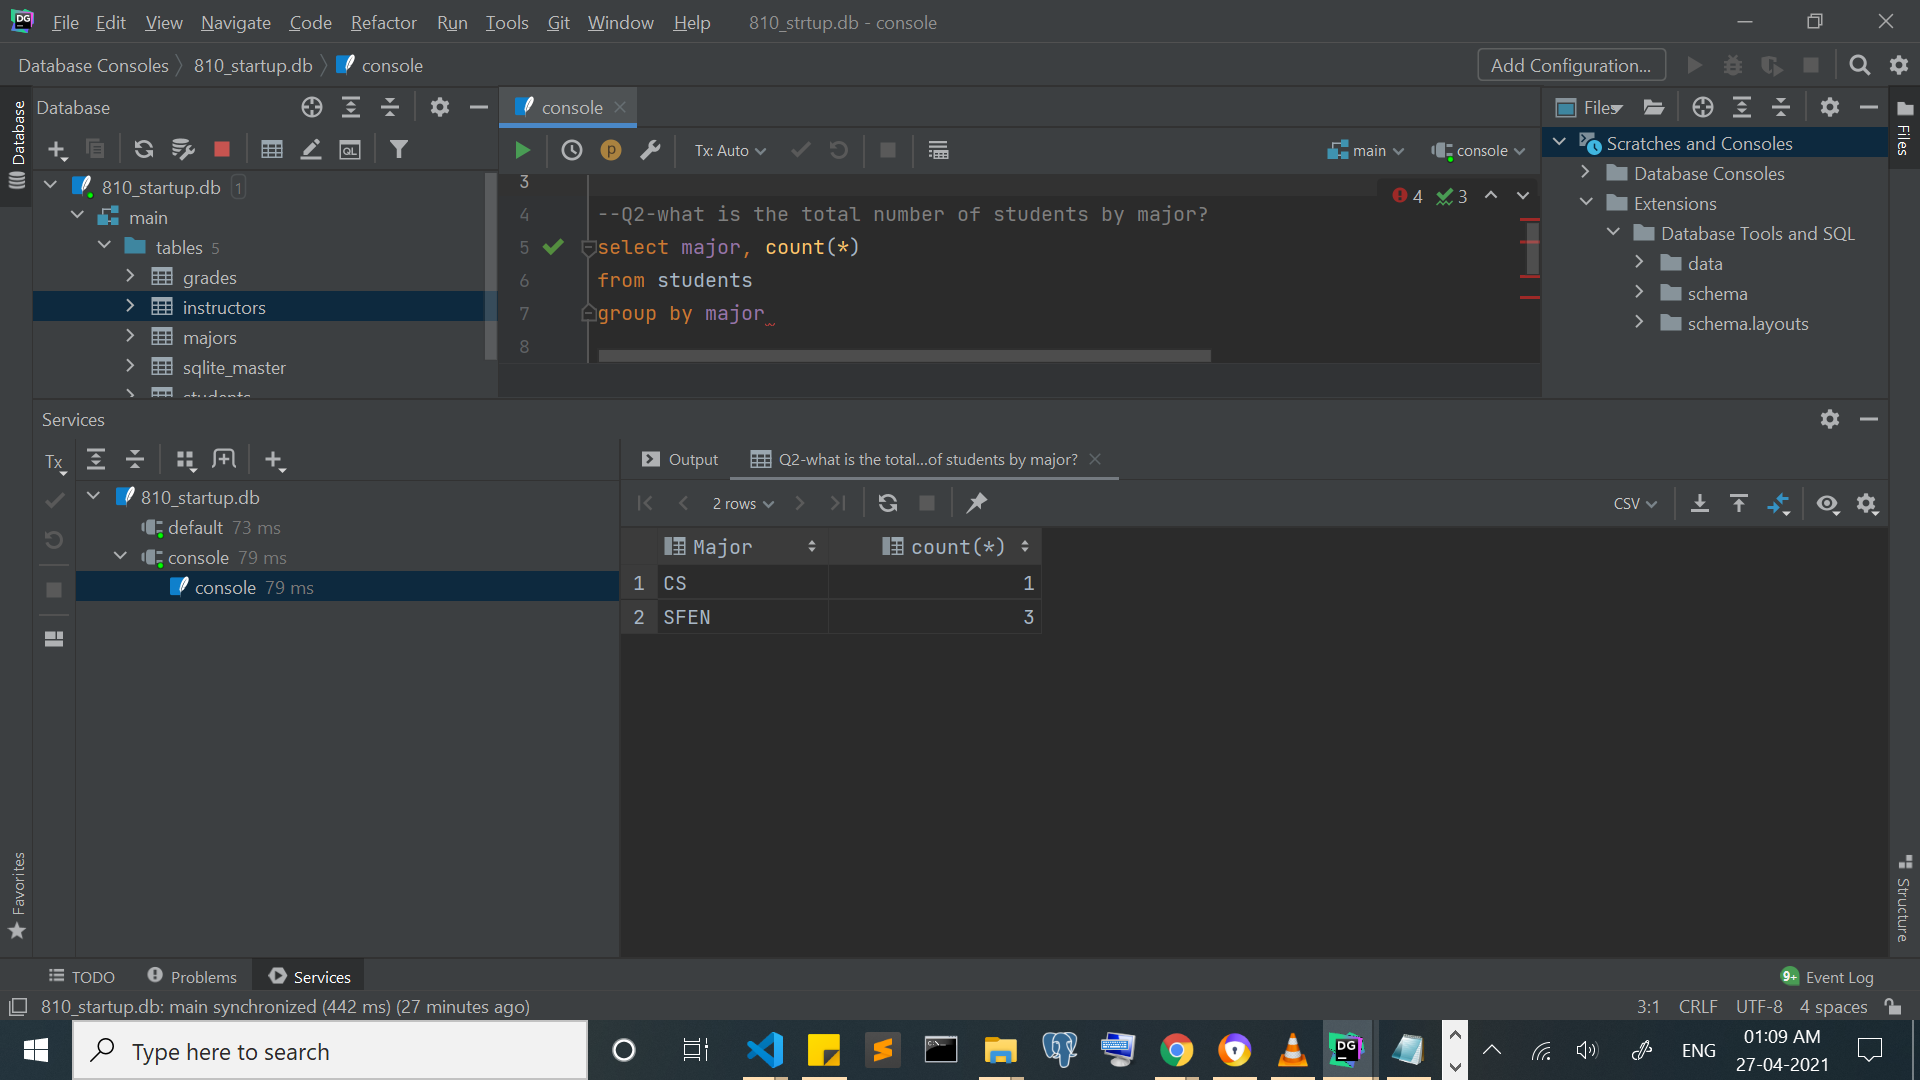 File Edit View Navigate Code Refactor Run Tools Git Window Help 810_strtup.db - console
Database Consoles 810_startup.db console
Add Configuration...
Database
Database
console
Files
Files
Tx: Auto
main
console
810_startup.db 1
main
tables 5
grades
instructors
majors
sqlite_master
students
3
4 --Q2-what is the total number of students by major?
5 select major, count(*)
6 from students
7 group by major
8
4 3
Scratches and Consoles
Database Consoles
Extensions
Database Tools and SQL
data
schema
schema.layouts
Services
Tx
810_startup.db
default 73 ms
console 79 ms
console 79 ms
Output
Q2-what is the total...of students by major?
2 rows
CSV
Major count(*)
1 CS 1
2 SFEN 3
Favorites
Structure
TODO Problems Services
9+ Event Log
810_startup.db: main synchronized (442 ms) (27 minutes ago)
3:1 CRLF UTF-8 4 spaces
Type here to search
DG
ENG
01:09 AM
27-04-2021